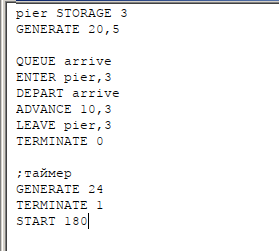 pier STORAGE 3
GENERATE 20,5
QUEUE arrive
ENTER pier,3
DEPART arrive
ADVANCE 10,3
LEAVE pier,3
TERMINATE 0
;таймер
GENERATE 24
TERMINATE 1
START 180